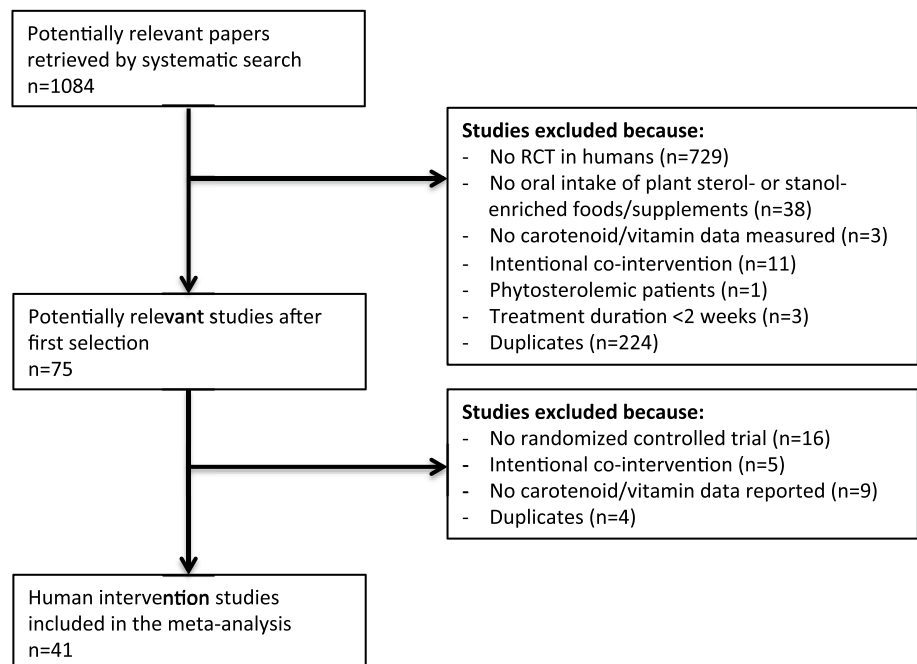 Potentially relevant papers
retrieved by systematic search
n=1084
Studies excluded because:
- No RCT in humans (n=729)
- No oral intake of plant sterol- or stanol-
enriched foods/supplements (n=38)
- No carotenoid/vitamin data measured (n=3)
- Intentional co-intervention (n=11)
- Phytosterolemic patients (n=1)
- Treatment duration <2 weeks (n=3)
- Duplicates (n=224)
Potentially relevant studies after
first selection
n=75
Studies excluded because:
- No randomized controlled trial (n=16)
- Intentional co-intervention (n=5)
- No carotenoid/vitamin data reported (n=9)
- Duplicates (n=4)
Human intervention studies
included in the meta-analysis
n=41